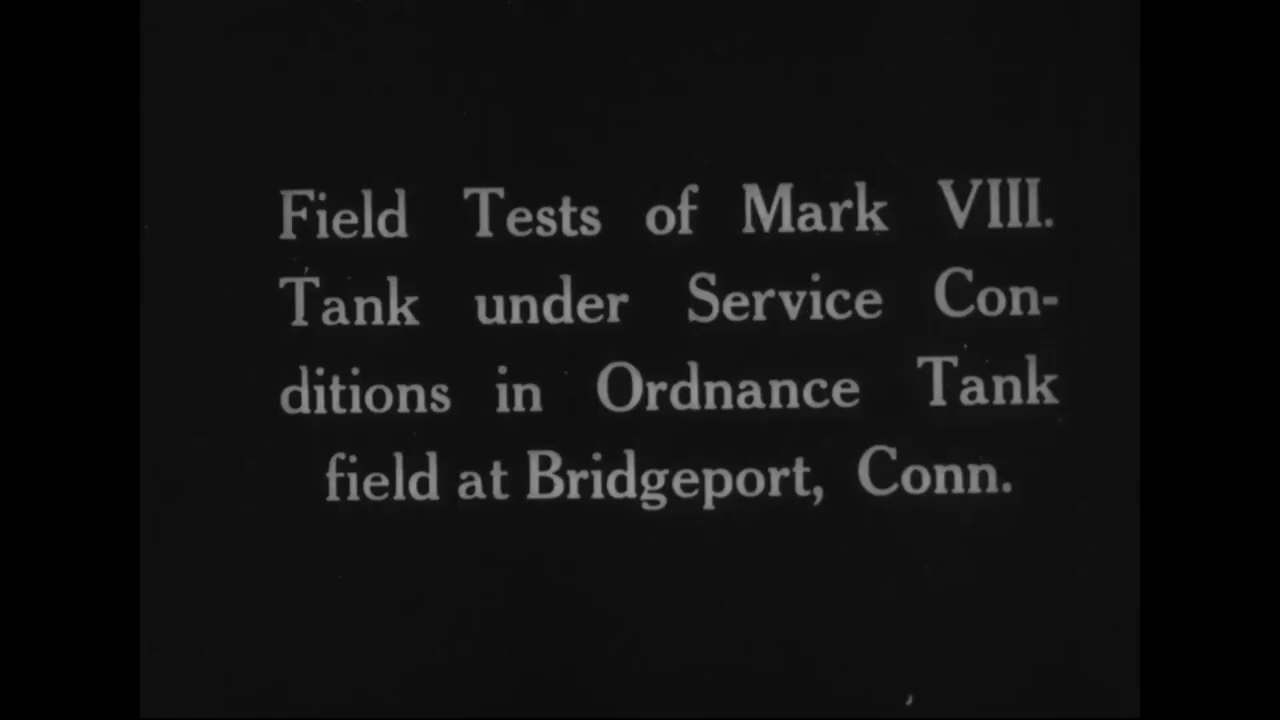 Field Tests of Mark VIII.
Tank under Service Con-
ditions in Ordnance Tank
field at Bridgeport, Conn.